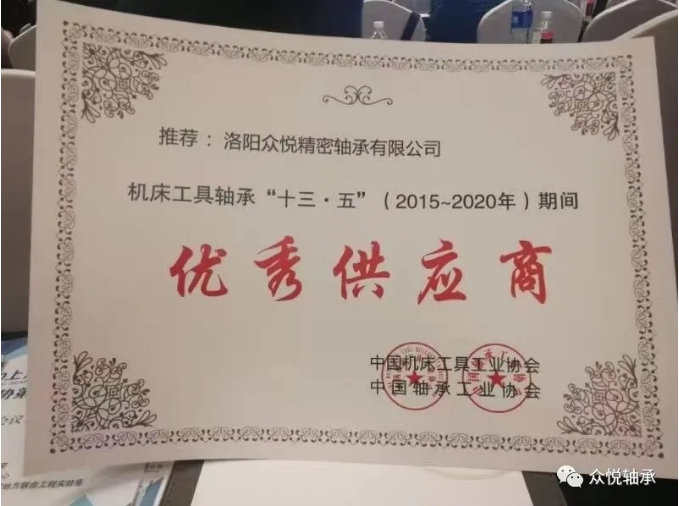 推荐：洛阳众悦精密轴承有限公司
机床工具轴承“十三·五”（2015~2020年）期间
优秀供应商
中国机床工具工业协会
中国轴承工业协会
众悦轴承